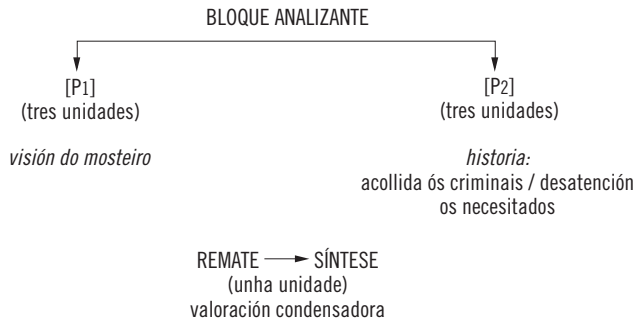 BLOQUE ANALIZANTE
[P1]
(tres unidades)
visión do mosteiro
[P2]
(tres unidades)
historia:
acollida ós criminais / desatención
os necesitados
REMATE SÍNTESE
(unha unidade)
valoración condensadora